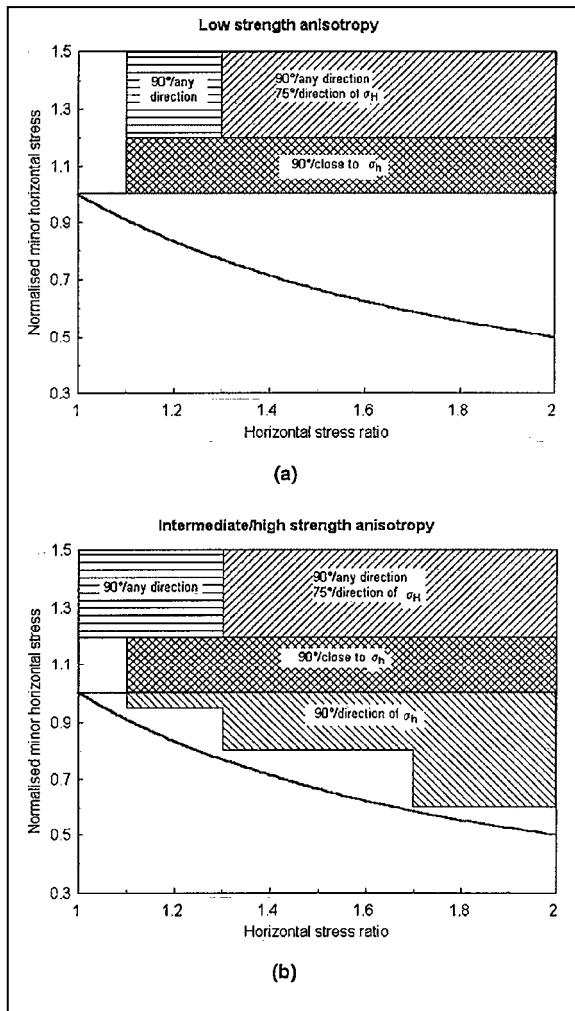 Low strength anisotropy
1.5
1.3
1.1
0.9
0.7
0.5
0.3
Normalised minor horizontal stress
90°/any
direction
90°/any direction
75°/direction of σH
90°/close to σh
1
1.2
1.4
1.6
1.8
2
Horizontal stress ratio
(a)
Intermediate/high strength anisotropy
1.5
1.3
1.1
0.9
0.7
0.5
0.3
Normalised minor horizontal stress
90°/any direction
90°/any direction
75°/direction of σH
90°/close to σh
90°/direction of σh
1
1.2
1.4
1.6
1.8
2
Horizontal stress ratio
(b)